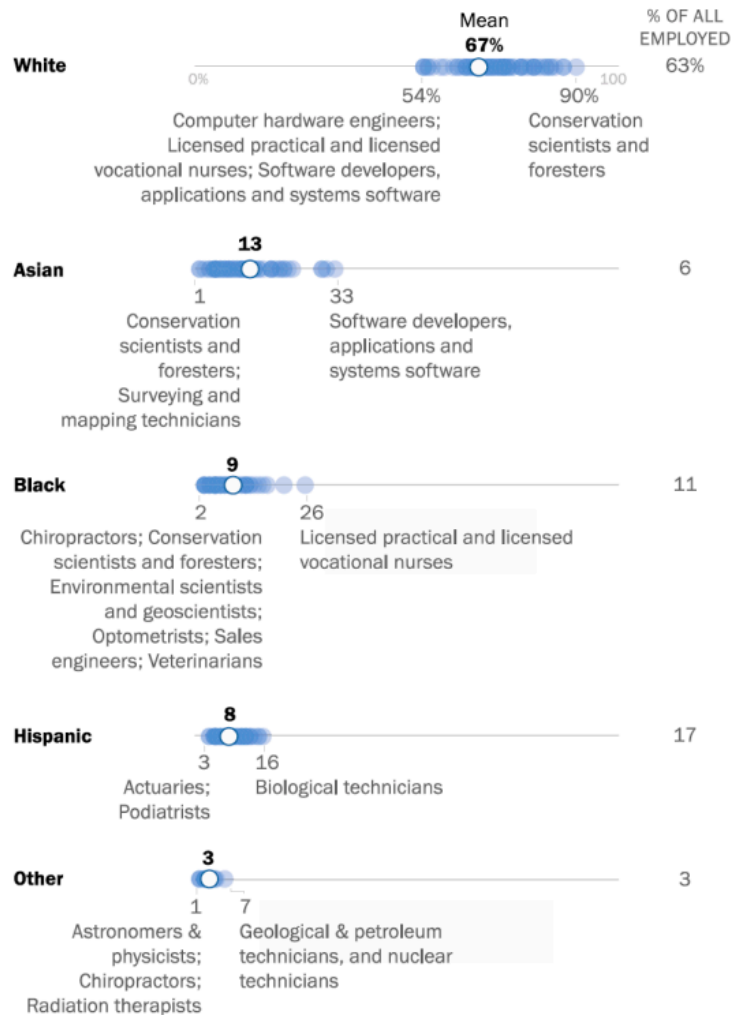 Mean
% OF ALL
EMPLOYED
67%
White
63%
0%
100
54%
90%
Computer hardware engineers;
Licensed practical and licensed
vocational nurses; Software developers,
applications and systems software
Conservation
scientists and
foresters
13
Asian
6
1
33
Conservation
scientists and
foresters;
Surveying and
mapping technicians
Software developers,
applications and
systems software
9
Black
11
2
26
Chiropractors; Conservation
scientists and foresters;
Environmental scientists
and geoscientists;
Optometrists; Sales
engineers; Veterinarians
Licensed practical and licensed
vocational nurses
8
Hispanic
17
3
16
Actuaries;
Podiatrists
Biological technicians
3
Other
3
1
7
Astronomers &
physicists;
Chiropractors;
Radiation therapists
Geological & petroleum
technicians, and nuclear
technicians